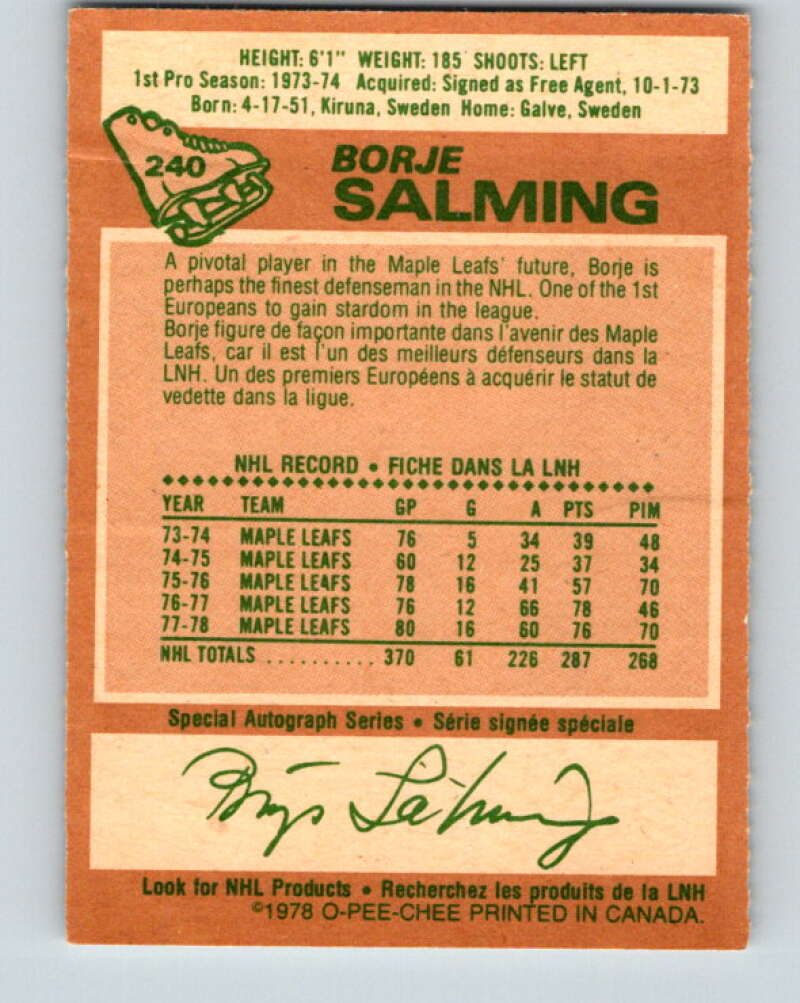 HEIGHT: 6'1" WEIGHT: 185 SHOOTS: LEFT
1st Pro Season: 1973-74 Acquired: Signed as Free Agent, 10-1-73
Born: 4-17-51, Kiruna, Sweden Home: Galve, Sweden
240
BORJE
SALMING
A pivotal player in the Maple Leafs' future, Borje is
perhaps the finest defenseman in the NHL. One of the 1st
Europeans to gain stardom in the league.
Borje figure de façon importante dans l'avenir des Maple
Leafs, car il est l'un des meilleurs défenseurs dans la
LNH. Un des premiers Européens à acquérir le statut de
vedette dans la ligue.
NHL RECORD • FICHE DANS LA LNH
YEAR TEAM GP G A PTS PIM
73-74 MAPLE LEAFS 76 5 34 39 48
74-75 MAPLE LEAFS 60 12 25 37 34
75-76 MAPLE LEAFS 78 16 41 57 70
76-77 MAPLE LEAFS 76 12 66 78 46
77-78 MAPLE LEAFS 80 16 60 76 70
NHL TOTALS .......... 370 61 226 287 268
Special Autograph Series • Série signée spéciale
Börje Salming
Look for NHL Products • Recherchez les produits de la LNH
©1978 O-PEE-CHEE PRINTED IN CANADA.